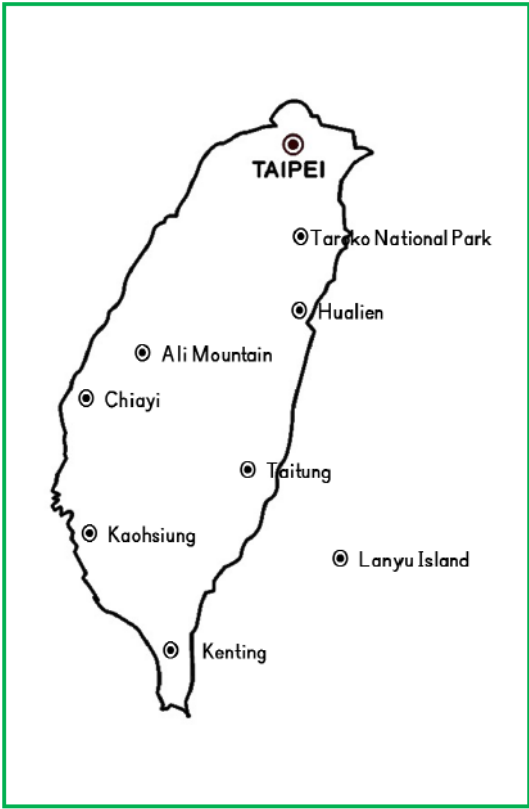 TAIPEI
Taroko National Park
Hualien
Ali Mountain
Chiayi
Taitung
Kaohsiung
Lanyu Island
Kenting